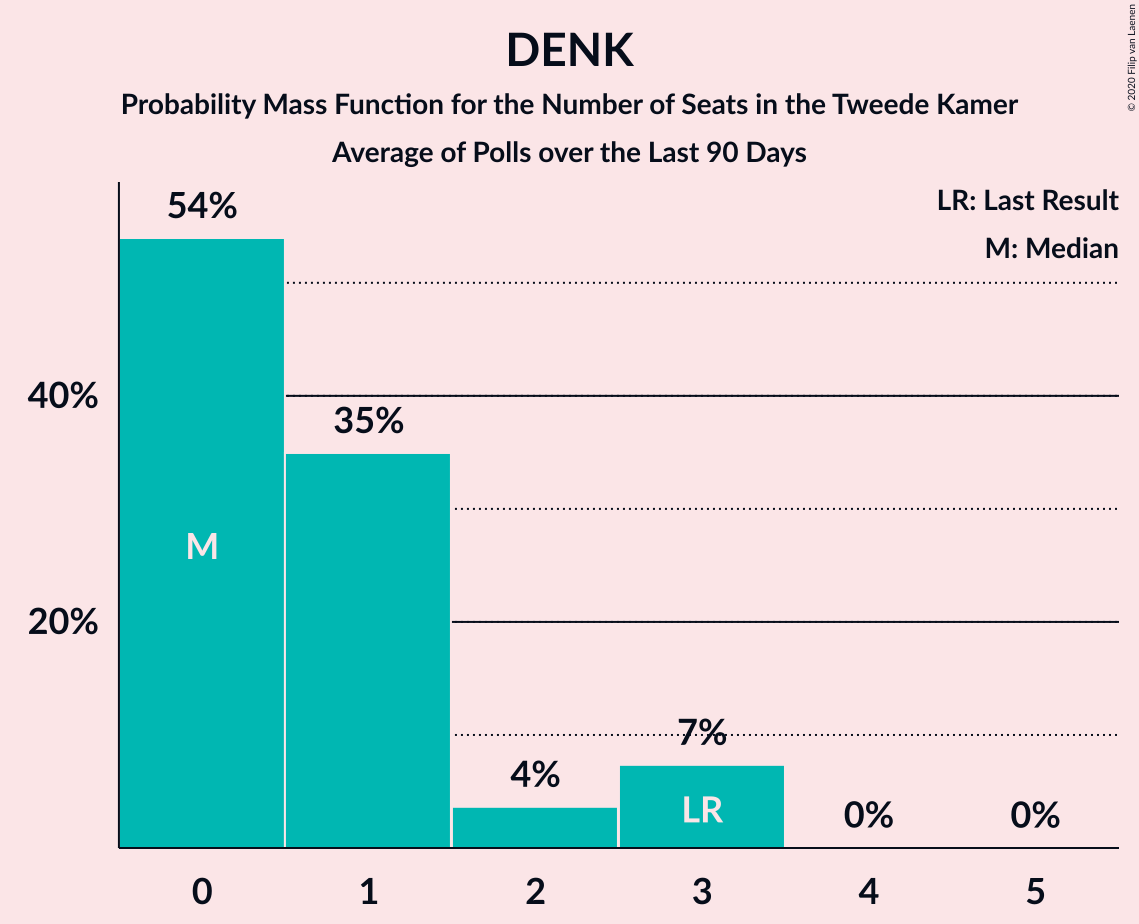 DENK
Probability Mass Function for the Number of Seats in the Tweede Kamer
Average of Polls over the Last 90 Days
© 2020 Filip van Laenen
LR: Last Result
M: Median
54%
40%
35%
M
20%
7%
4%
LR
0%
0%
0 1 2 3 4 5